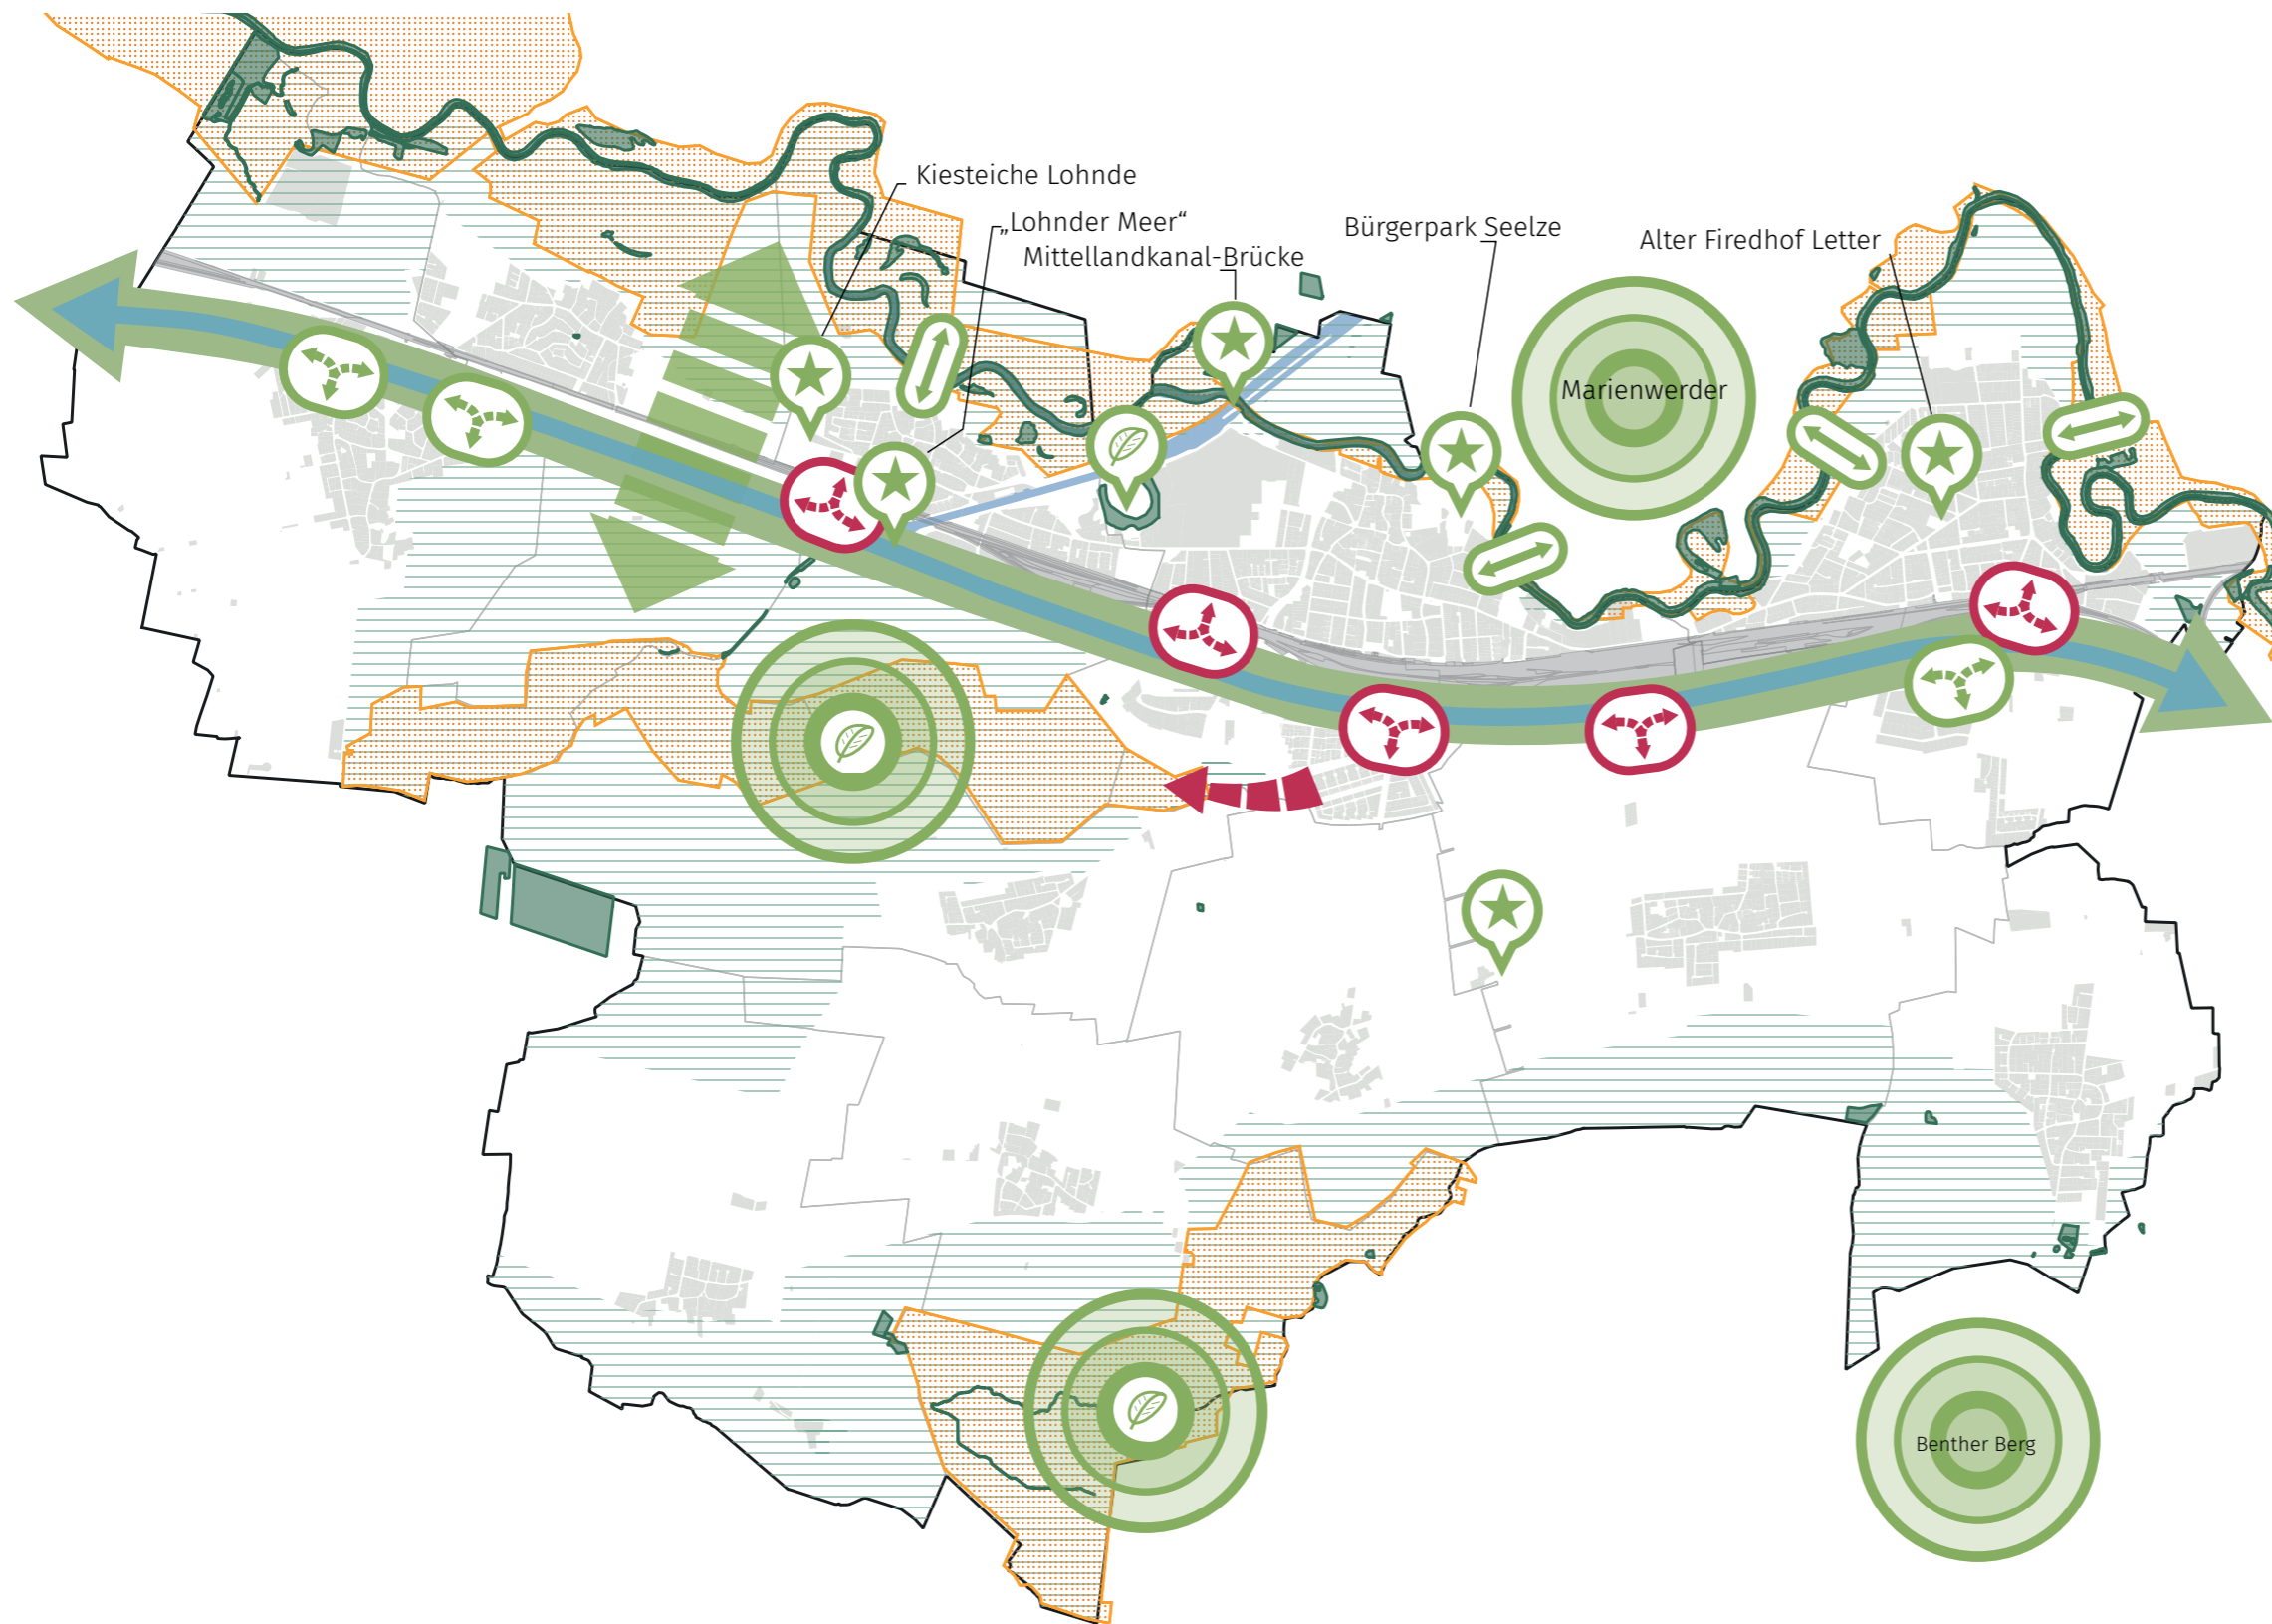 Kiesteiche Lohnde
„Lohnder Meer“
Mittellandkanal-Brücke
Bürgerpark Seelze
Alter Firedhof Letter
Marienwerder
Benther Berg